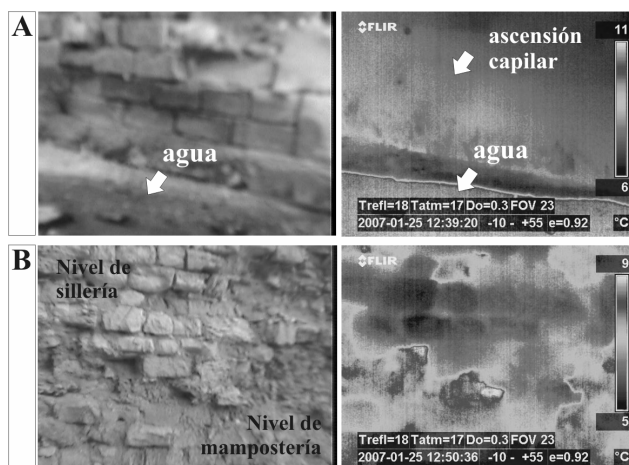 A
agua
FLIR
ascensión
capilar
agua
11
6
Trefl=18 Tatm=17 Do=0.3 FOV 23
2007-01-25 12:39:20 -10 - +55 e=0.92 °C
B
Nivel de
sillería
Nivel de
mampostería
FLIR
9
5
Trefl=18 Tatm=17 Do=0.3 FOV 23
2007-01-25 12:50:36 -10 - +55 e=0.92 °C